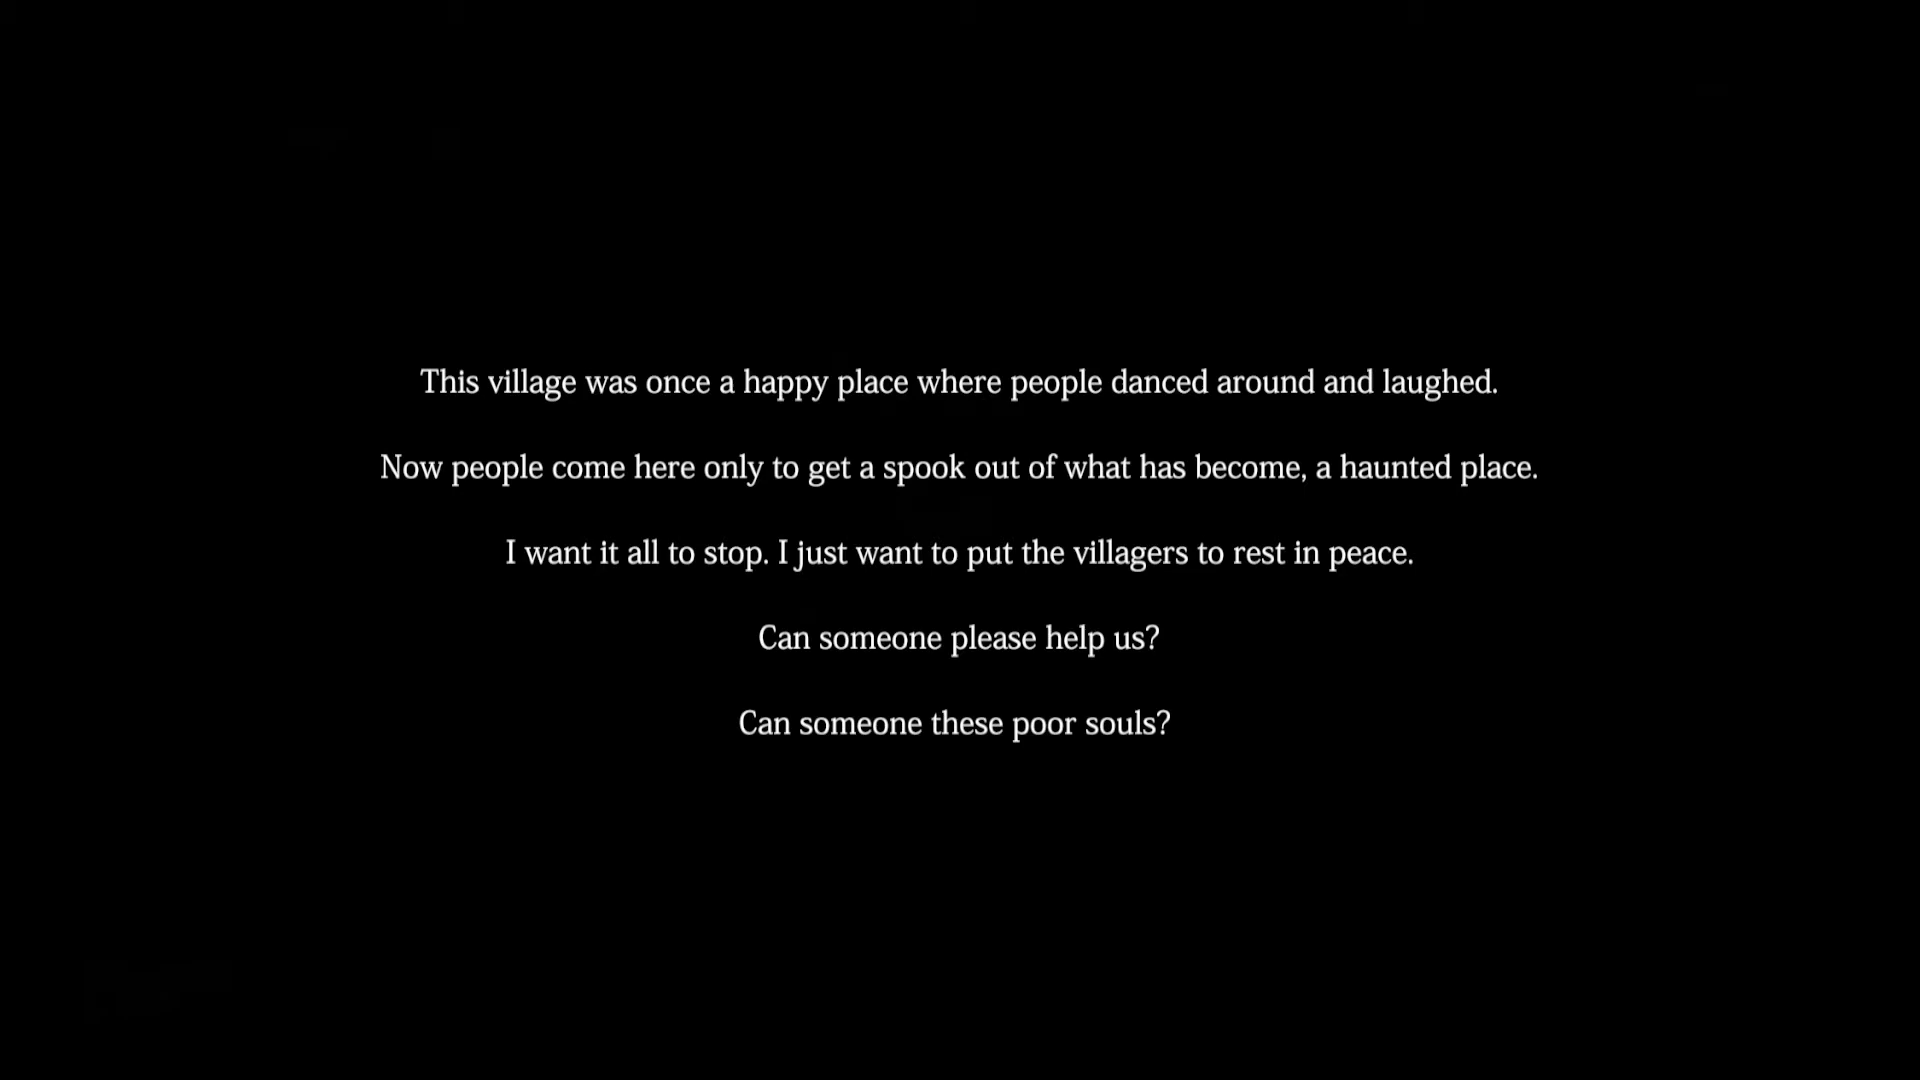 This village was once a happy place where people danced around and laughed.
Now people come here only to get a spook out of what has become, a haunted place.
I want it all to stop. I just want to put the villagers to rest in peace.
Can someone please help us?
Can someone these poor souls?